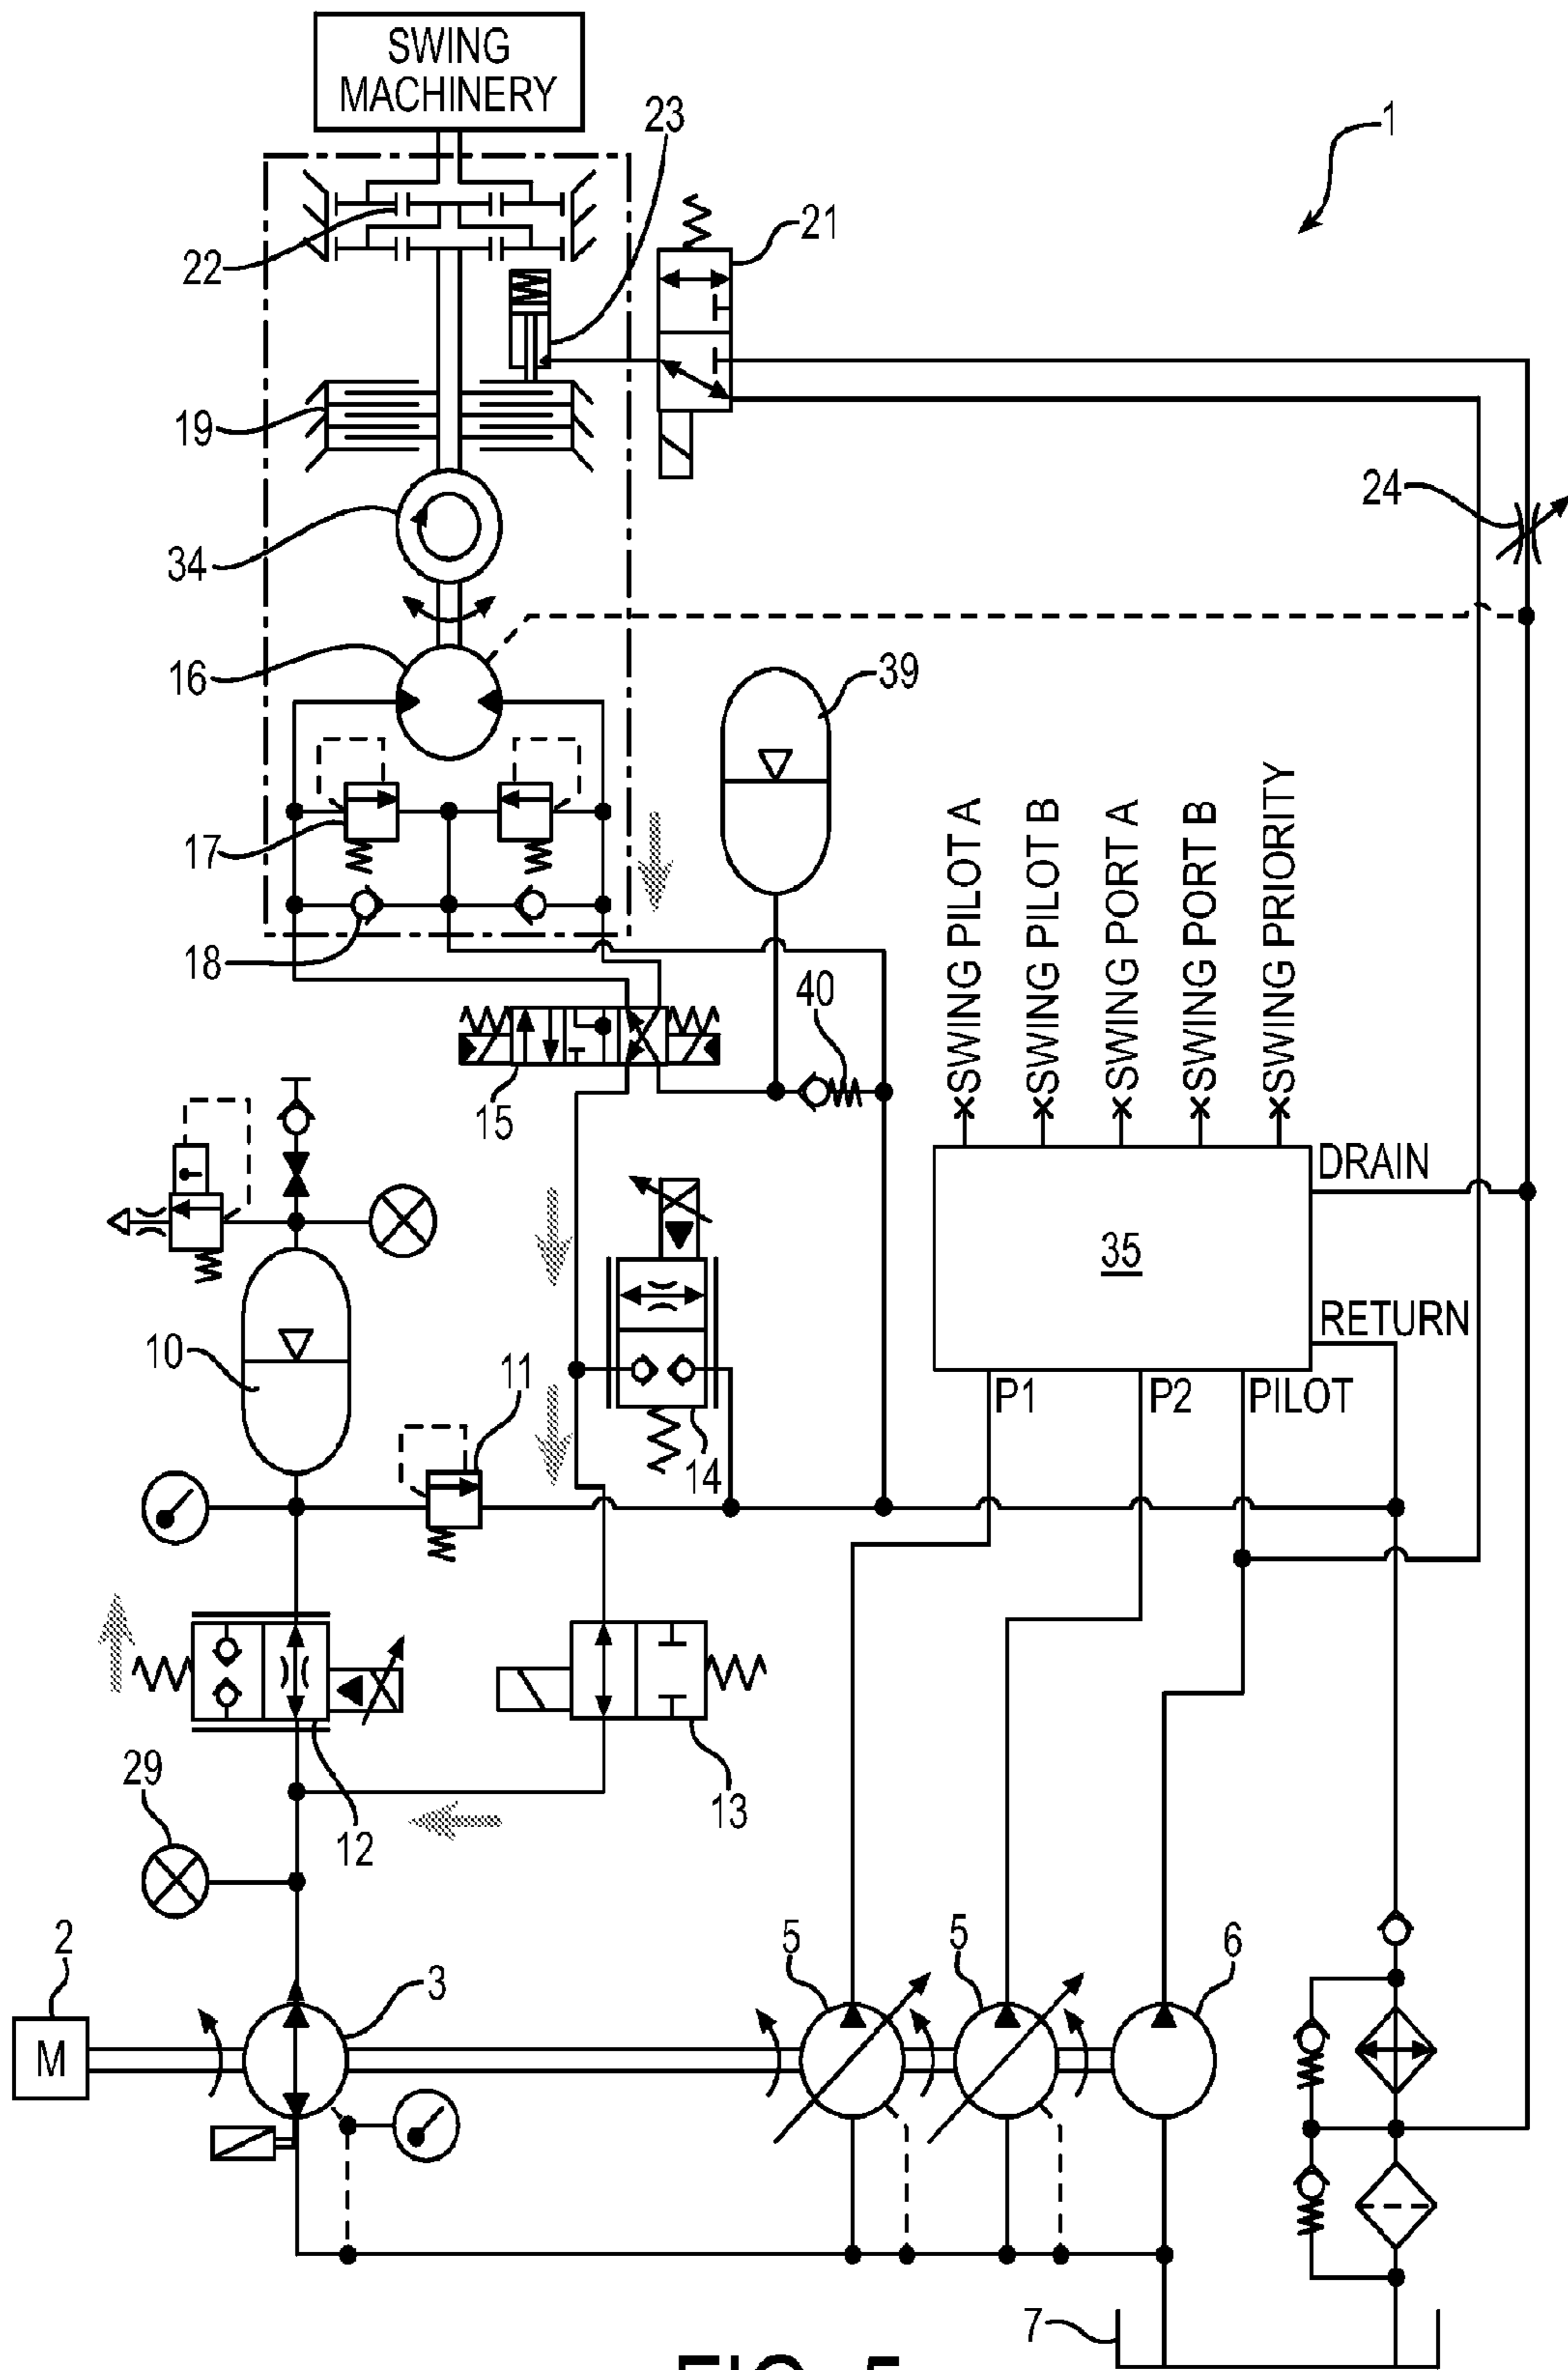 SWING
MACHINERY
23
1
21
22
19
24
34
16
39
17
18
40
SWING PILOT A
SWING PILOT B
SWING PORT A
SWING PORT B
SWING PRIORITY
15
DRAIN
35
10
11
RETURN
14
P1
P2
PILOT
29
12
13
2
3
5
5
6
M
7
FIG. 5